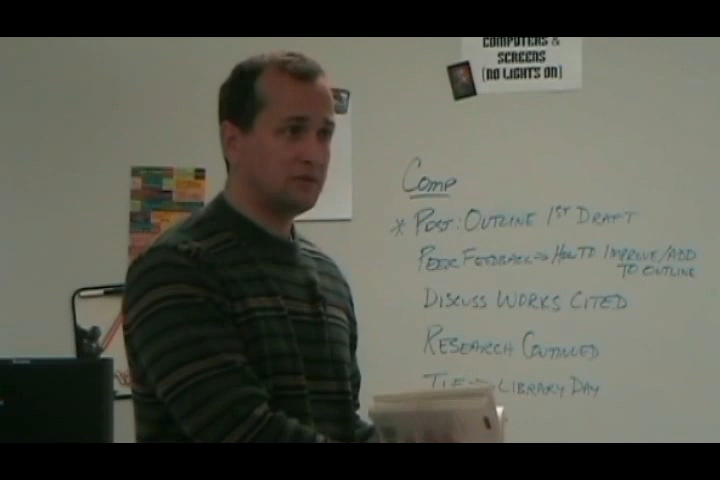 COMPUTERS &
SCREENS
(NO LIGHTS ON)
COMP
* POST: OUTLINE 1ST DRAFT
PEER FEEDBACK → HOW TO IMPROVE/ADD
TO OUTLINE
DISCUSS WORKS CITED
RESEARCH CONTINUED
LIBRARY DAY